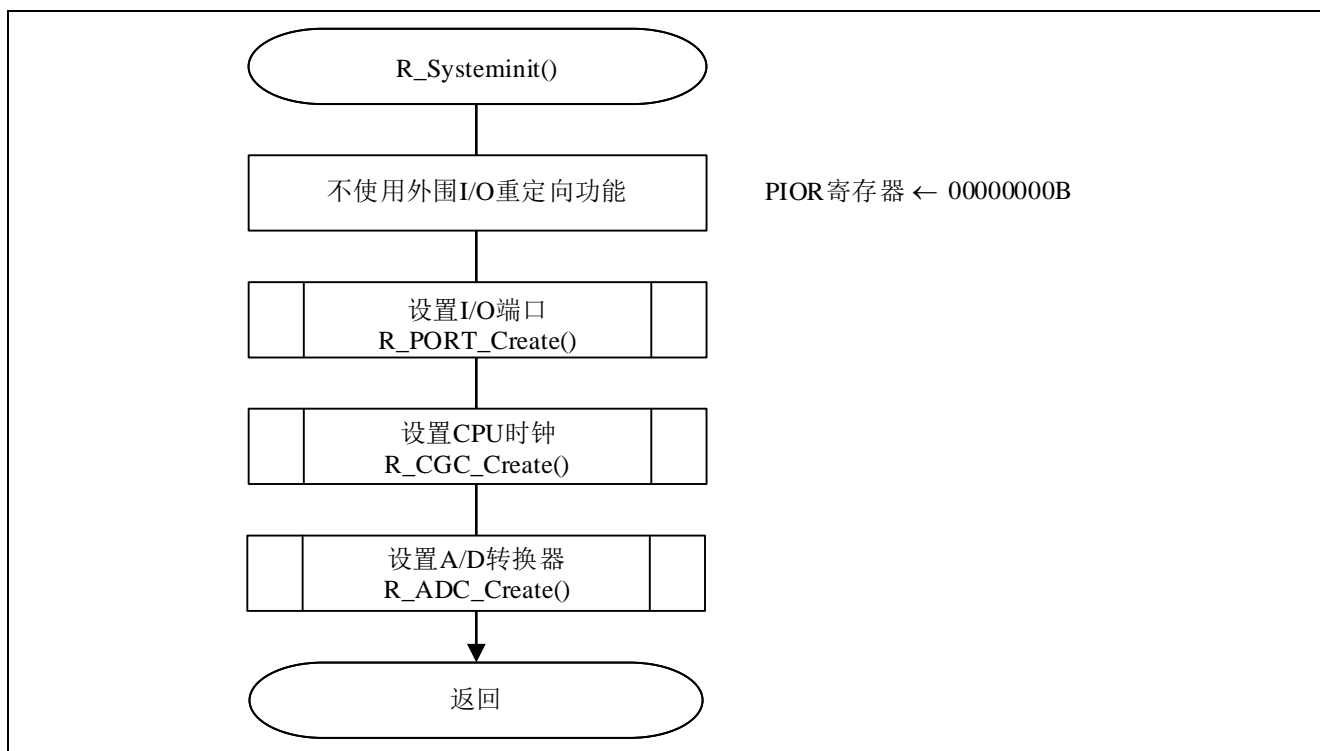 R_Systeminit()
不使用外围I/O重定向功能
PIOR寄存器 ← 00000000B
设置I/O端口
R_PORT_Create()
设置CPU时钟
R_CGC_Create()
设置A/D转换器
R_ADC_Create()
返回